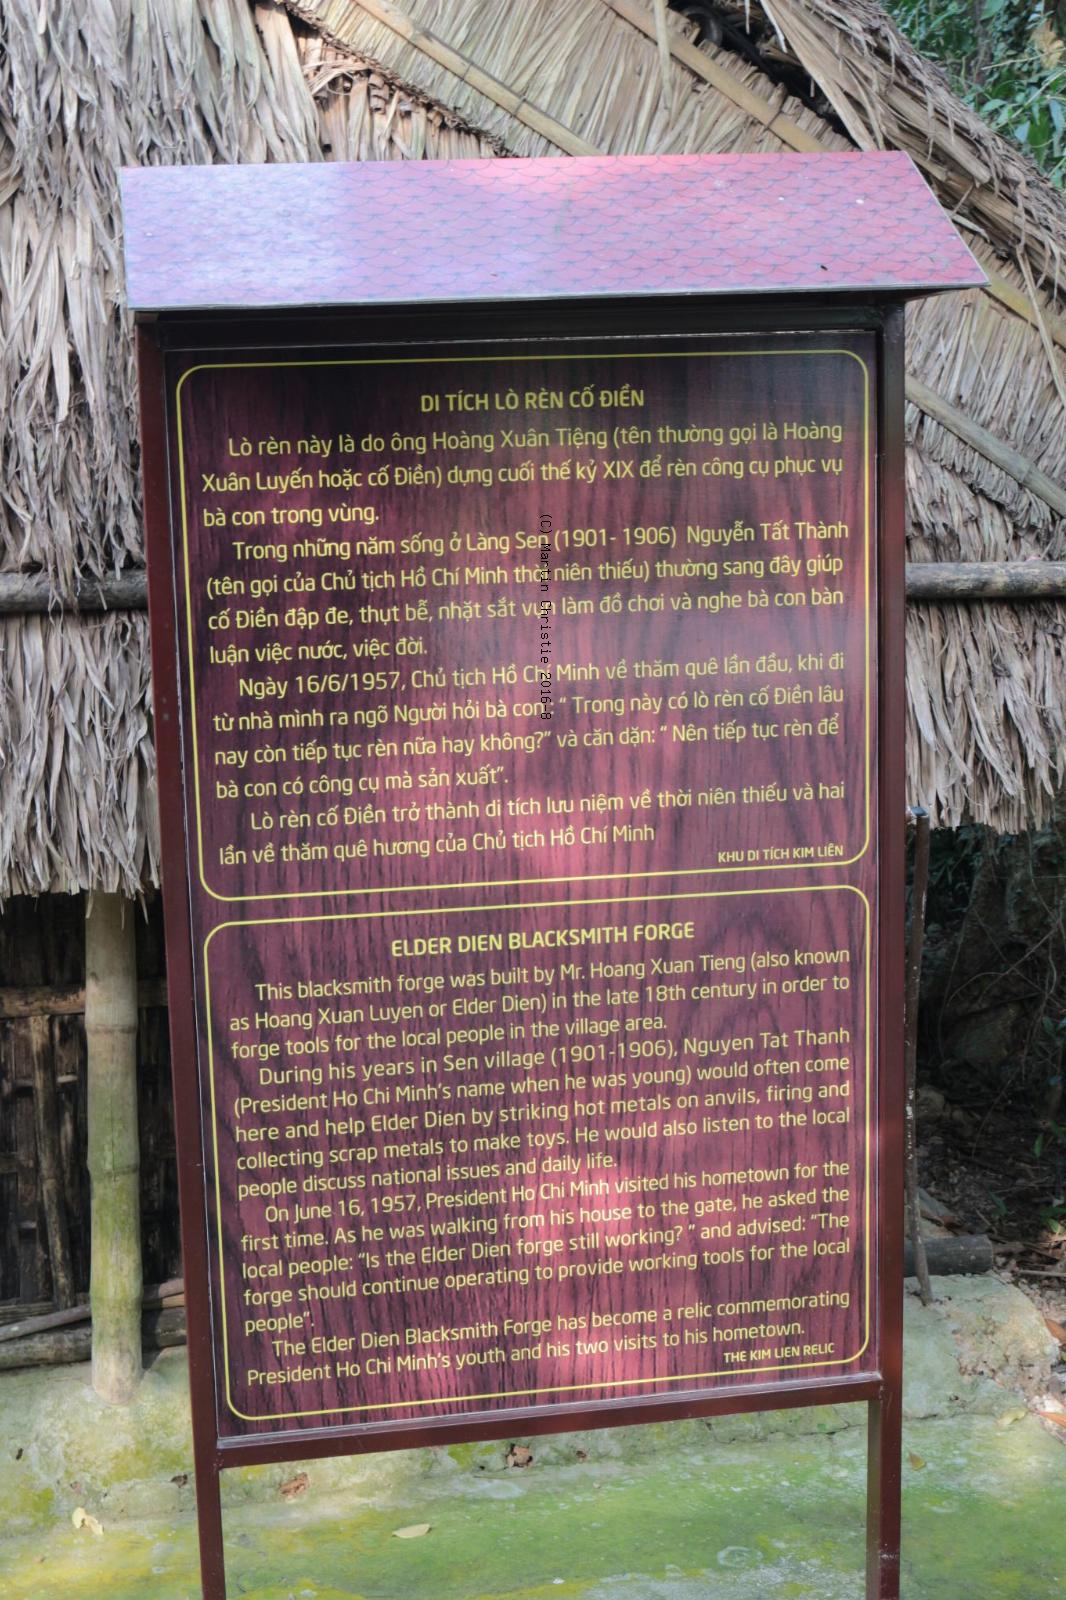 DI TÍCH LÒ RÈN CỐ ĐIỀN
Lò rèn này là do ông Hoàng Xuân Tiệng (tên thường gọi là Hoàng
Xuân Luyến hoặc cố Điền) dựng cuối thế kỷ XIX để rèn công cụ phục vụ
bà con trong vùng.
Trong những năm sống ở Làng Sen (1901- 1906) Nguyễn Tất Thành
(tên gọi của Chủ tịch Hồ Chí Minh thời niên thiếu) thường sang đây giúp
cố Điền đập đe, thụt bễ, nhặt sắt vụn làm đồ chơi và nghe bà con bàn
luận việc nước, việc đời.
Ngày 16/6/1957, Chủ tịch Hồ Chí Minh về thăm quê lần đầu, khi đi
từ nhà mình ra ngõ Người hỏi bà con : “ Trong này có lò rèn cố Điền lâu
nay còn tiếp tục rèn nữa hay không?” và căn dặn: “ Nên tiếp tục rèn để
bà con có công cụ mà sản xuất”.
Lò rèn cố Điền trở thành di tích lưu niệm về thời niên thiếu và hai
lần về thăm quê hương của Chủ tịch Hồ Chí Minh
KHU DI TÍCH KIM LIÊN
ELDER DIEN BLACKSMITH FORGE
This blacksmith forge was built by Mr. Hoang Xuan Tieng (also known
as Hoang Xuan Luyen or Elder Dien) in the late 18th century in order to
forge tools for the local people in the village area.
During his years in Sen village (1901-1906), Nguyen Tat Thanh
(President Ho Chi Minh’s name when he was young) would often come
here and help Elder Dien by striking hot metals on anvils, firing and
collecting scrap metals to make toys. He would also listen to the local
people discuss national issues and daily life.
On June 16, 1957, President Ho Chi Minh visited his hometown for the
first time. As he was walking from his house to the gate, he asked the
local people: “Is the Elder Dien forge still working? ” and advised: “The
forge should continue operating to provide working tools for the local
people”.
The Elder Dien Blacksmith Forge has become a relic commemorating
President Ho Chi Minh’s youth and his two visits to his hometown.
THE KIM LIEN RELIC
(C) Martin Christie 2016-8